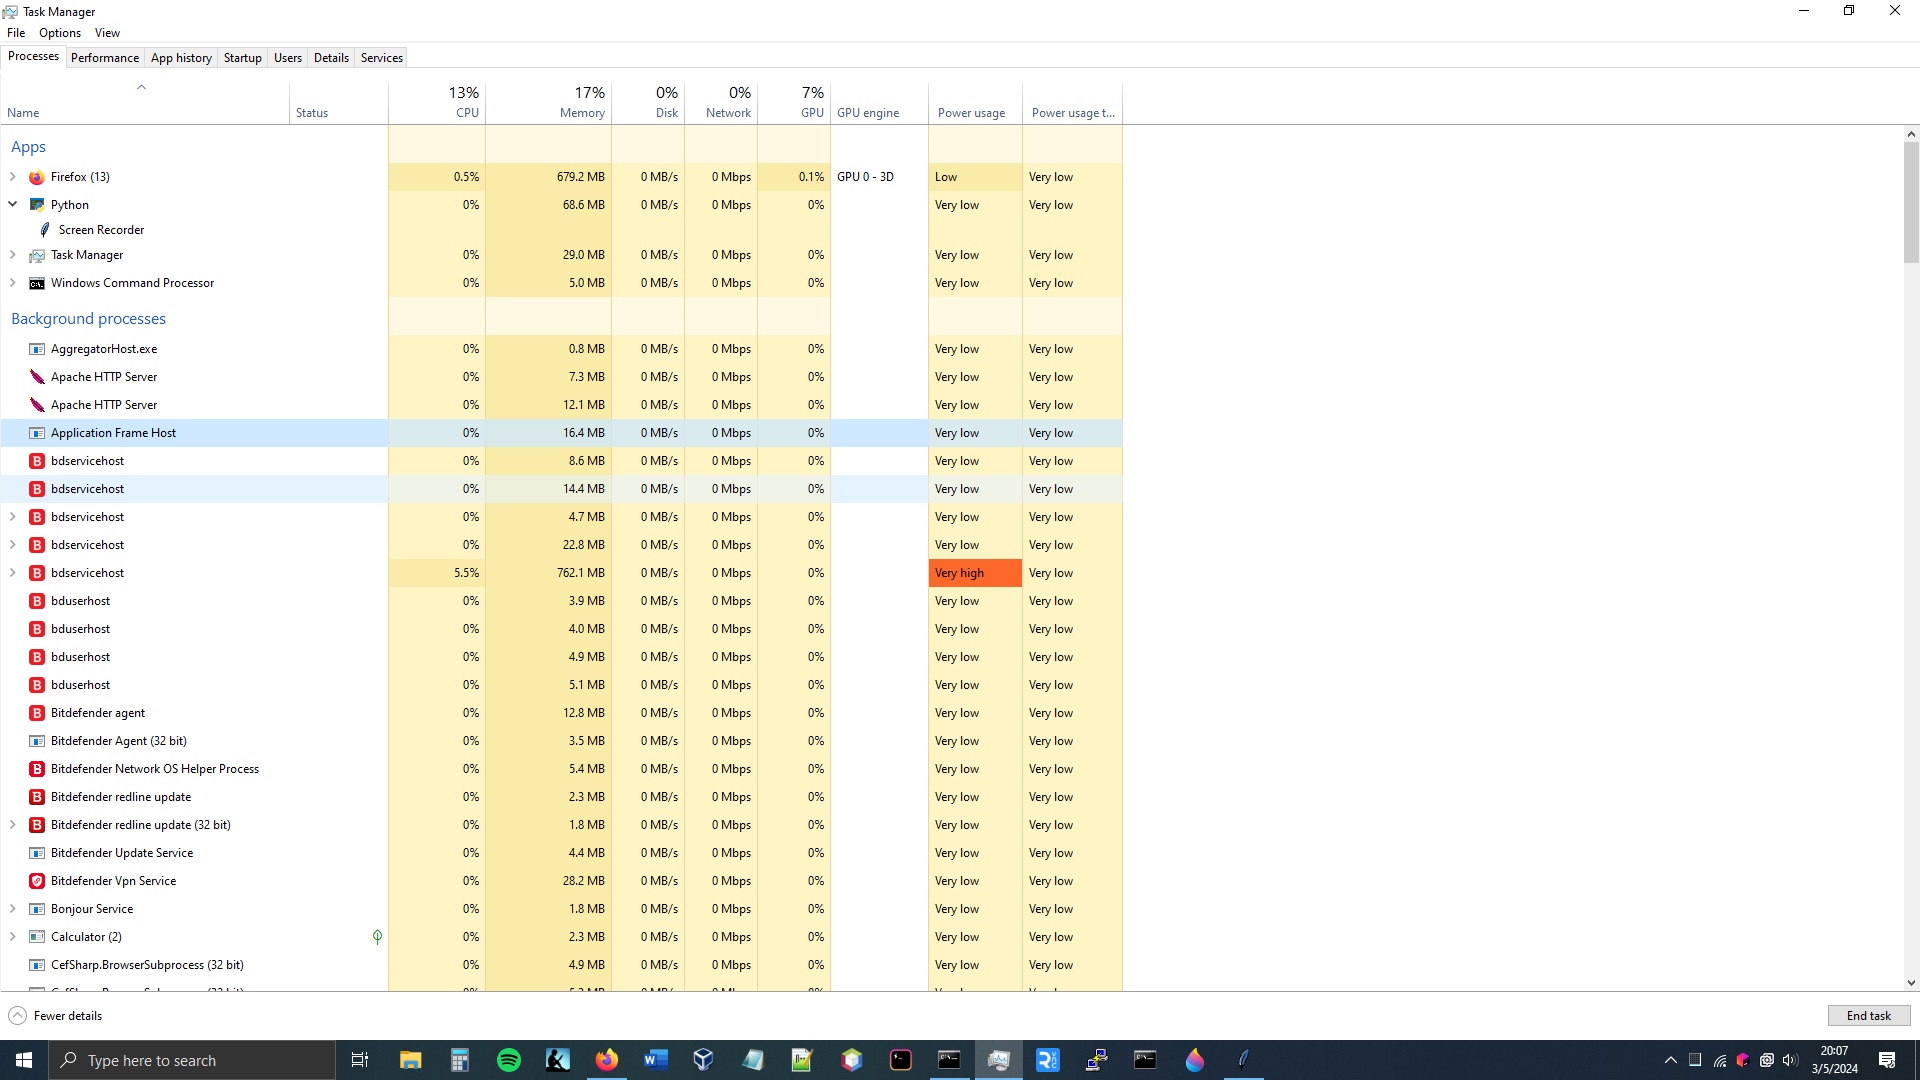 Task Manager
File Options View
Processes Performance App history Startup Users Details Services
13% 17% 0% 0% 7%
Name Status CPU Memory Disk Network GPU GPU engine Power usage Power usage t...
Apps
Firefox (13) 0.5% 679.2 MB 0 MB/s 0 Mbps 0.1% GPU 0 - 3D Low Very low
Python 0% 68.6 MB 0 MB/s 0 Mbps 0% Very low Very low
Screen Recorder
Task Manager 0% 29.0 MB 0 MB/s 0 Mbps 0% Very low Very low
Windows Command Processor 0% 5.0 MB 0 MB/s 0 Mbps 0% Very low Very low
Background processes
AggregatorHost.exe 0% 0.8 MB 0 MB/s 0 Mbps 0% Very low Very low
Apache HTTP Server 0% 7.3 MB 0 MB/s 0 Mbps 0% Very low Very low
Apache HTTP Server 0% 12.1 MB 0 MB/s 0 Mbps 0% Very low Very low
Application Frame Host 0% 16.4 MB 0 MB/s 0 Mbps 0% Very low Very low
bdservicehost 0% 8.6 MB 0 MB/s 0 Mbps 0% Very low Very low
bdservicehost 0% 14.4 MB 0 MB/s 0 Mbps 0% Very low Very low
bdservicehost 0% 4.7 MB 0 MB/s 0 Mbps 0% Very low Very low
bdservicehost 0% 22.8 MB 0 MB/s 0 Mbps 0% Very low Very low
bdservicehost 5.5% 762.1 MB 0 MB/s 0 Mbps 0% Very high Very low
bduserhost 0% 3.9 MB 0 MB/s 0 Mbps 0% Very low Very low
bduserhost 0% 4.0 MB 0 MB/s 0 Mbps 0% Very low Very low
bduserhost 0% 4.9 MB 0 MB/s 0 Mbps 0% Very low Very low
bduserhost 0% 5.1 MB 0 MB/s 0 Mbps 0% Very low Very low
Bitdefender agent 0% 12.8 MB 0 MB/s 0 Mbps 0% Very low Very low
Bitdefender Agent (32 bit) 0% 3.5 MB 0 MB/s 0 Mbps 0% Very low Very low
Bitdefender Network OS Helper Process 0% 5.4 MB 0 MB/s 0 Mbps 0% Very low Very low
Bitdefender redline update 0% 2.3 MB 0 MB/s 0 Mbps 0% Very low Very low
Bitdefender redline update (32 bit) 0% 1.8 MB 0 MB/s 0 Mbps 0% Very low Very low
Bitdefender Update Service 0% 4.4 MB 0 MB/s 0 Mbps 0% Very low Very low
Bitdefender Vpn Service 0% 28.2 MB 0 MB/s 0 Mbps 0% Very low Very low
Bonjour Service 0% 1.8 MB 0 MB/s 0 Mbps 0% Very low Very low
Calculator (2) 0% 2.3 MB 0 MB/s 0 Mbps 0% Very low Very low
CefSharp.BrowserSubprocess (32 bit) 0% 4.9 MB 0 MB/s 0 Mbps 0% Very low Very low
Fewer details End task
Type here to search
20:07
3/5/2024